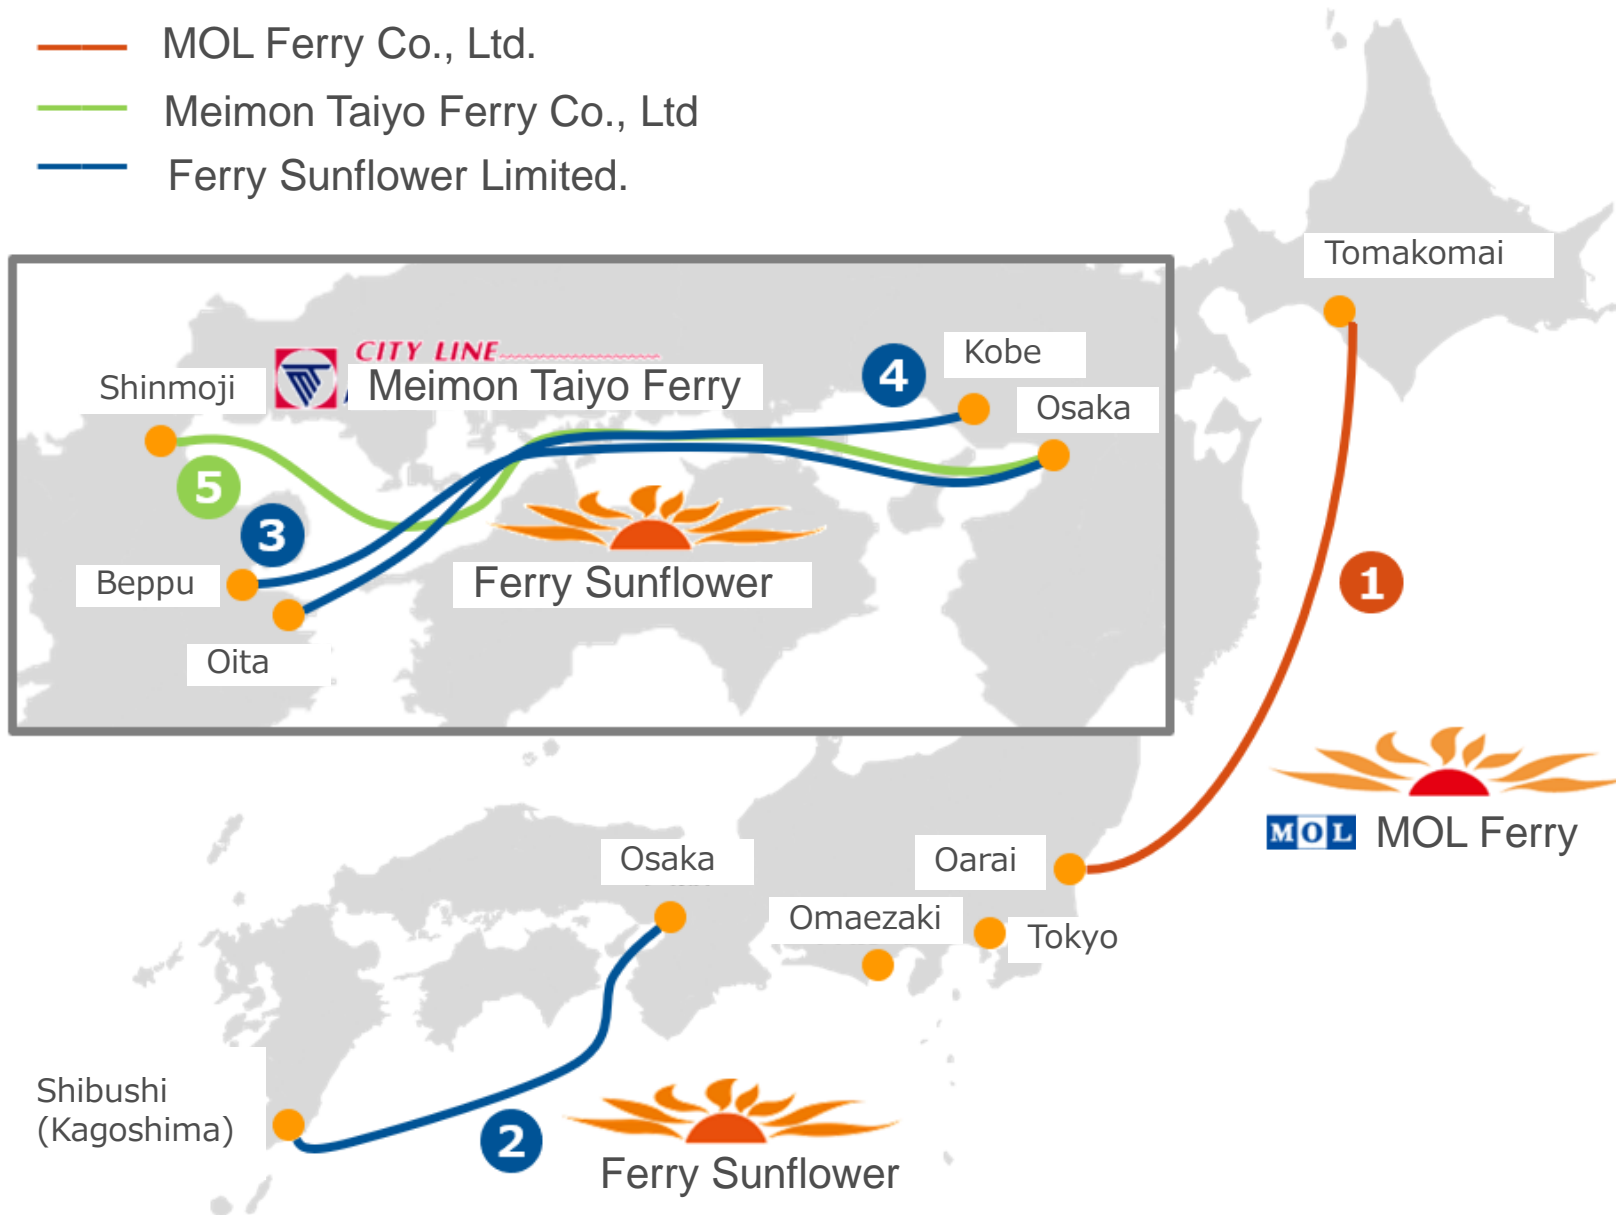 MOL Ferry Co., Ltd.
Meimon Taiyo Ferry Co., Ltd
Ferry Sunflower Limited.
Tomakomai
CITY LINE
Meimon Taiyo Ferry
Shinmoji
4
Kobe
Osaka
5
3
Beppu
Oita
Ferry Sunflower
1
MOL MOL Ferry
Osaka
Oarai
Omaezaki
Tokyo
Shibushi
(Kagoshima)
2
Ferry Sunflower